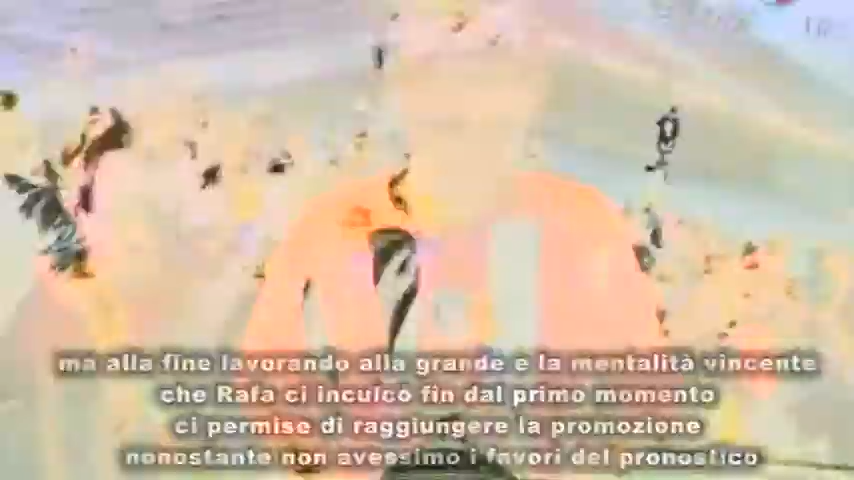 ma alla fine lavorando alla grande e la mentalità vincente
che Rafa ci inculcò fin dal primo momento
ci permise di raggiungere la promozione
nonostante non avessimo i favori del pronostico